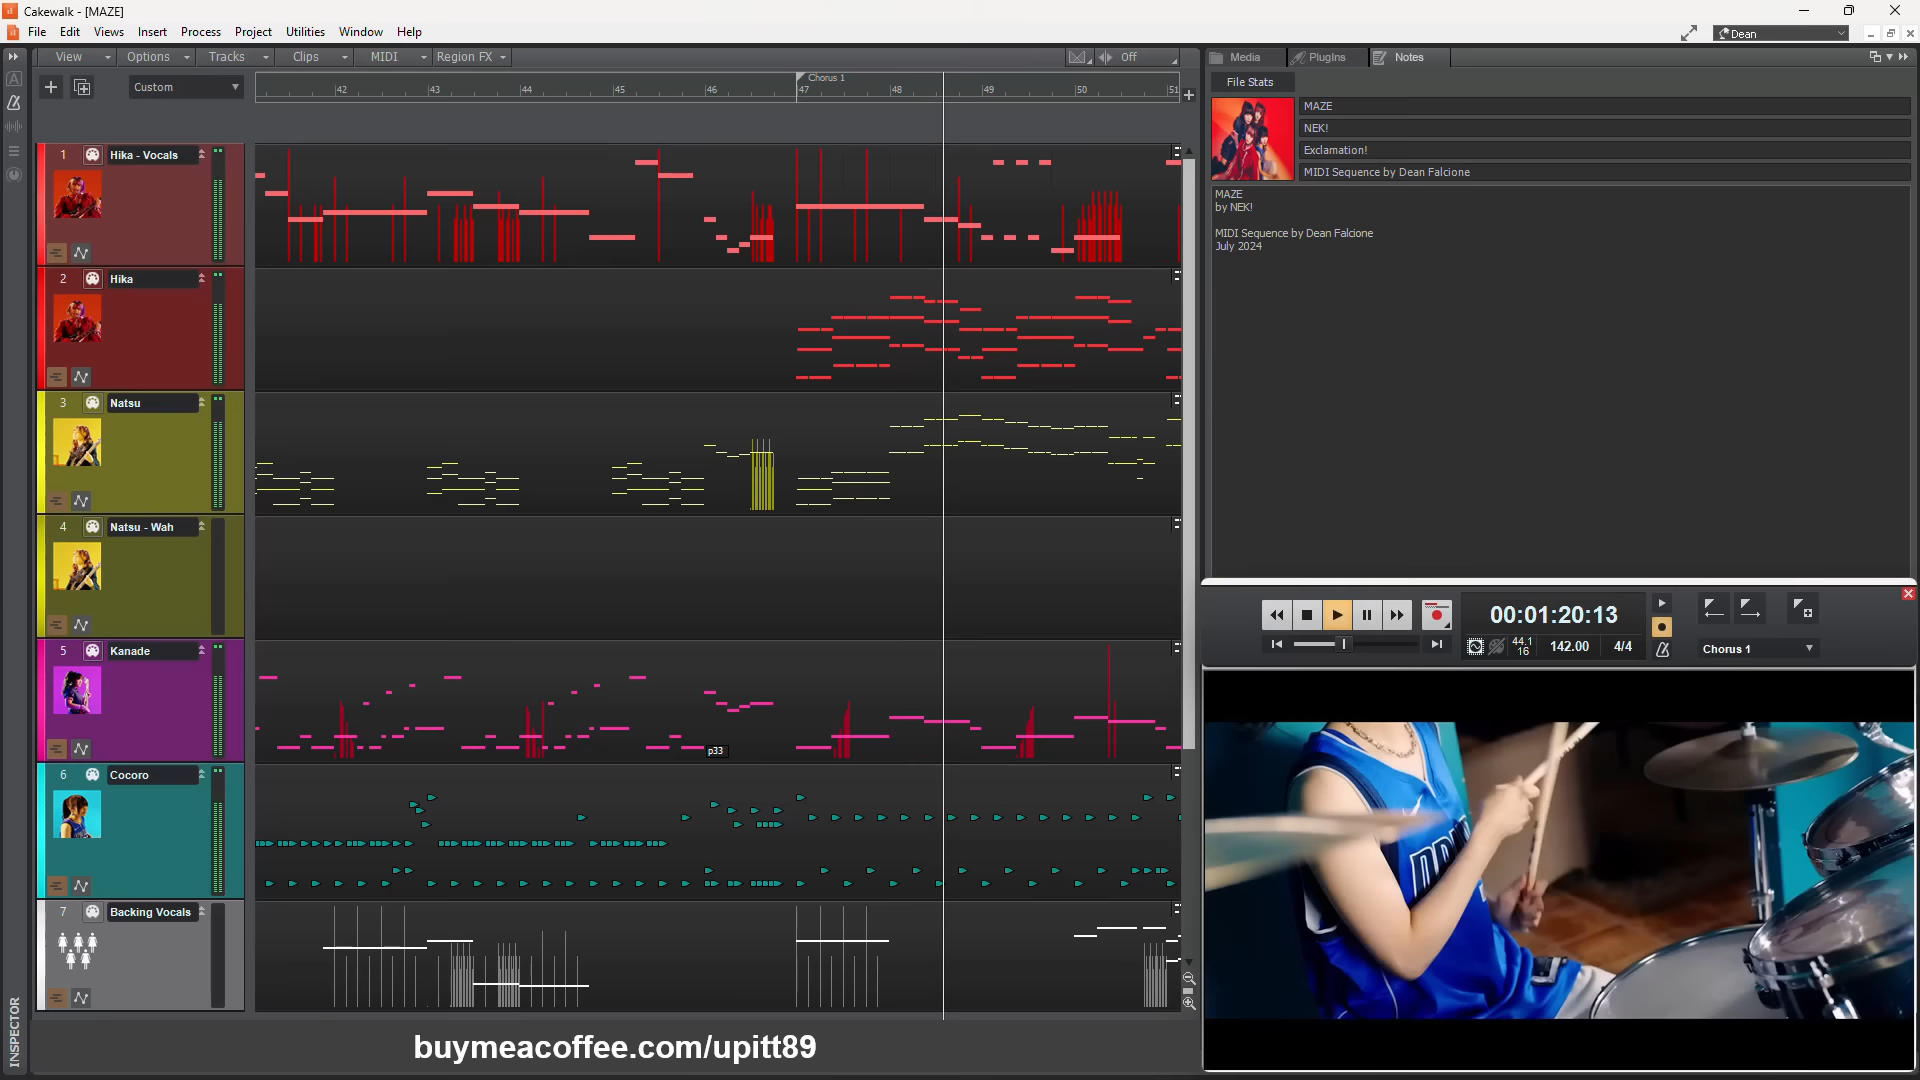 Cakewalk - [MAZE]
File Edit Views Insert Process Project Utilities Window Help
Dean
View Options Tracks Clips MIDI Region FX Off
Media PlugIns Notes
Custom
Chorus 1
42 43 44 45 46 47 48 49 50 51
File Stats
MAZE
NEK!
Exclamation!
MIDI Sequence by Dean Falcione
MAZE
by NEK!
MIDI Sequence by Dean Falcione
July 2024
1 Hika - Vocals
2 Hika
3 Natsu
4 Natsu - Wah
5 Kanade
p33
6 Cocoro
7 Backing Vocals
00:01:20:13
44.1
16
142.00 4/4
Chorus 1
INSPECTOR
buymeacoffee.com/upitt89